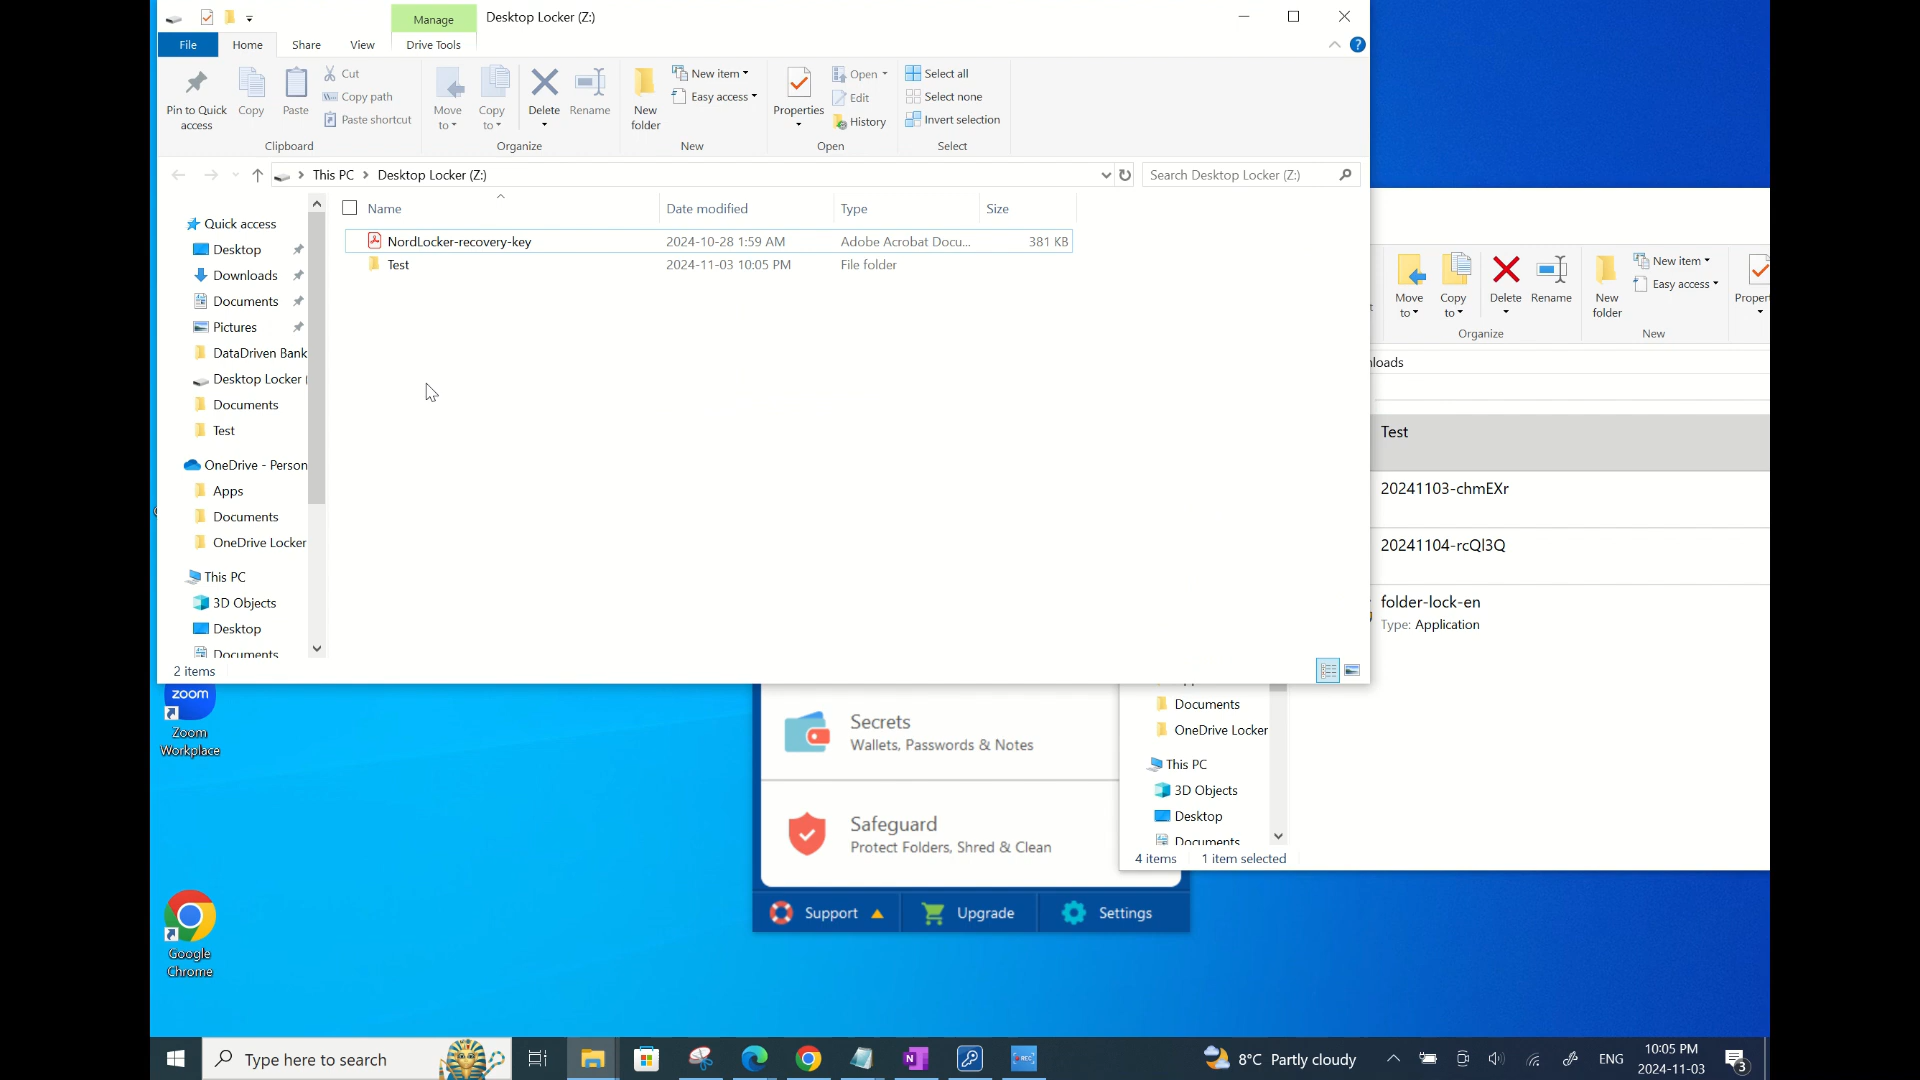 Manage
Desktop Locker (Z:)
File
Home
Share
View
Drive Tools
?
Pin to Quick
access
Copy
Paste
Cut
Copy path
Paste shortcut
Clipboard
Move
to
Copy
to
Delete
Rename
Organize
New
folder
New item
Easy access
New
Properties
Open
Edit
History
Open
Select all
Select none
Invert selection
Select
This PC
Desktop Locker (Z:)
Search Desktop Locker (Z:)
Name
Date modified
Type
Size
NordLocker-recovery-key
2024-10-28 1:59 AM
Adobe Acrobat Docu...
381 KB
Test
2024-11-03 10:05 PM
File folder
Quick access
Desktop
Downloads
Documents
Pictures
DataDriven Bank
Desktop Locker
Documents
Test
OneDrive - Person
Apps
Documents
OneDrive Locker
This PC
3D Objects
Desktop
Documents
2 items
Move
to
Copy
to
Delete
Rename
Organize
New
folder
New item
Easy access
New
Proper
nloads
Test
20241103-chmEXr
20241104-rcQl3Q
folder-lock-en
Type: Application
Documents
OneDrive Locker
This PC
3D Objects
Desktop
Documents
4 items
1 item selected
zoom
Zoom
Workplace
Secrets
Wallets, Passwords & Notes
Safeguard
Protect Folders, Shred & Clean
Support
Upgrade
Settings
Google
Chrome
Type here to search
N
REC
8°C Partly cloudy
ENG
10:05 PM
2024-11-03
3